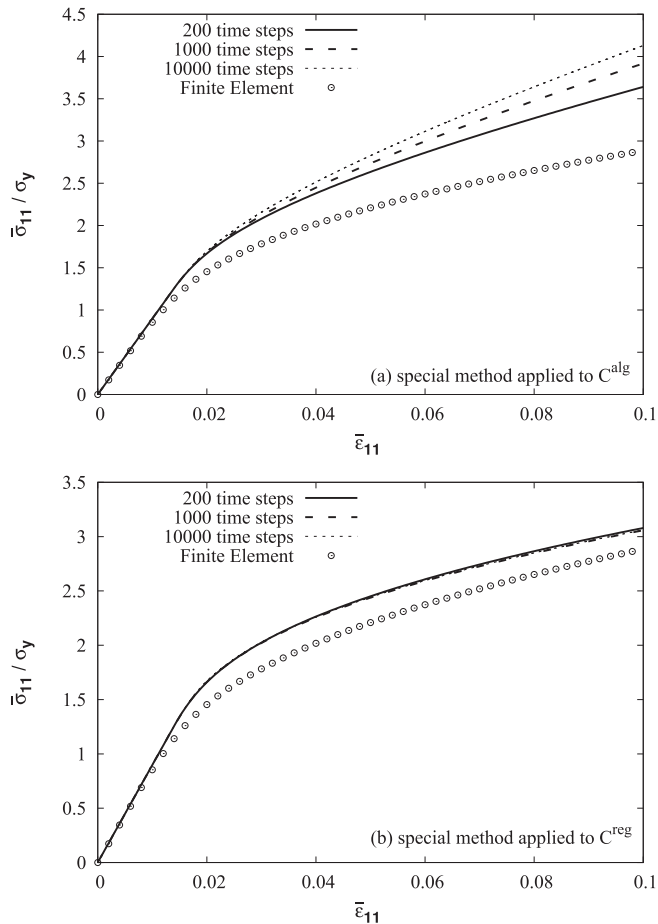 4.5
4
3.5
3
2.5
2
1.5
1
0.5
0
200 time steps
1000 time steps
10000 time steps
Finite Element
σ̄₁₁ / σy
(a) special method applied to C^alg
0 0.02 0.04 0.06 0.08 0.1
ε̄₁₁
3.5
3
2.5
2
1.5
1
0.5
0
200 time steps
1000 time steps
10000 time steps
Finite Element
σ̄₁₁ / σy
(b) special method applied to C^reg
0 0.02 0.04 0.06 0.08 0.1
ε̄₁₁